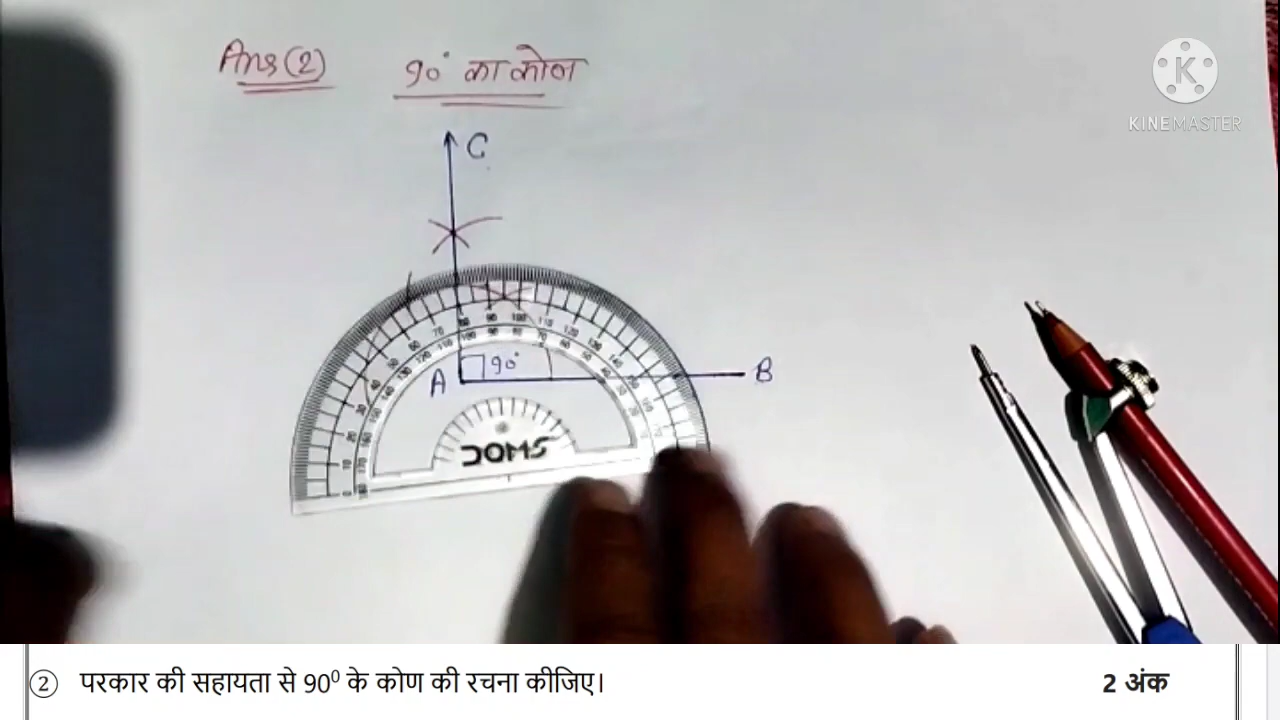 Ans(2) 90° का कोण
KINEMASTER
C
A 90° B
DOMS
② परकार की सहायता से 90⁰ के कोण की रचना कीजिए। 2 अंक